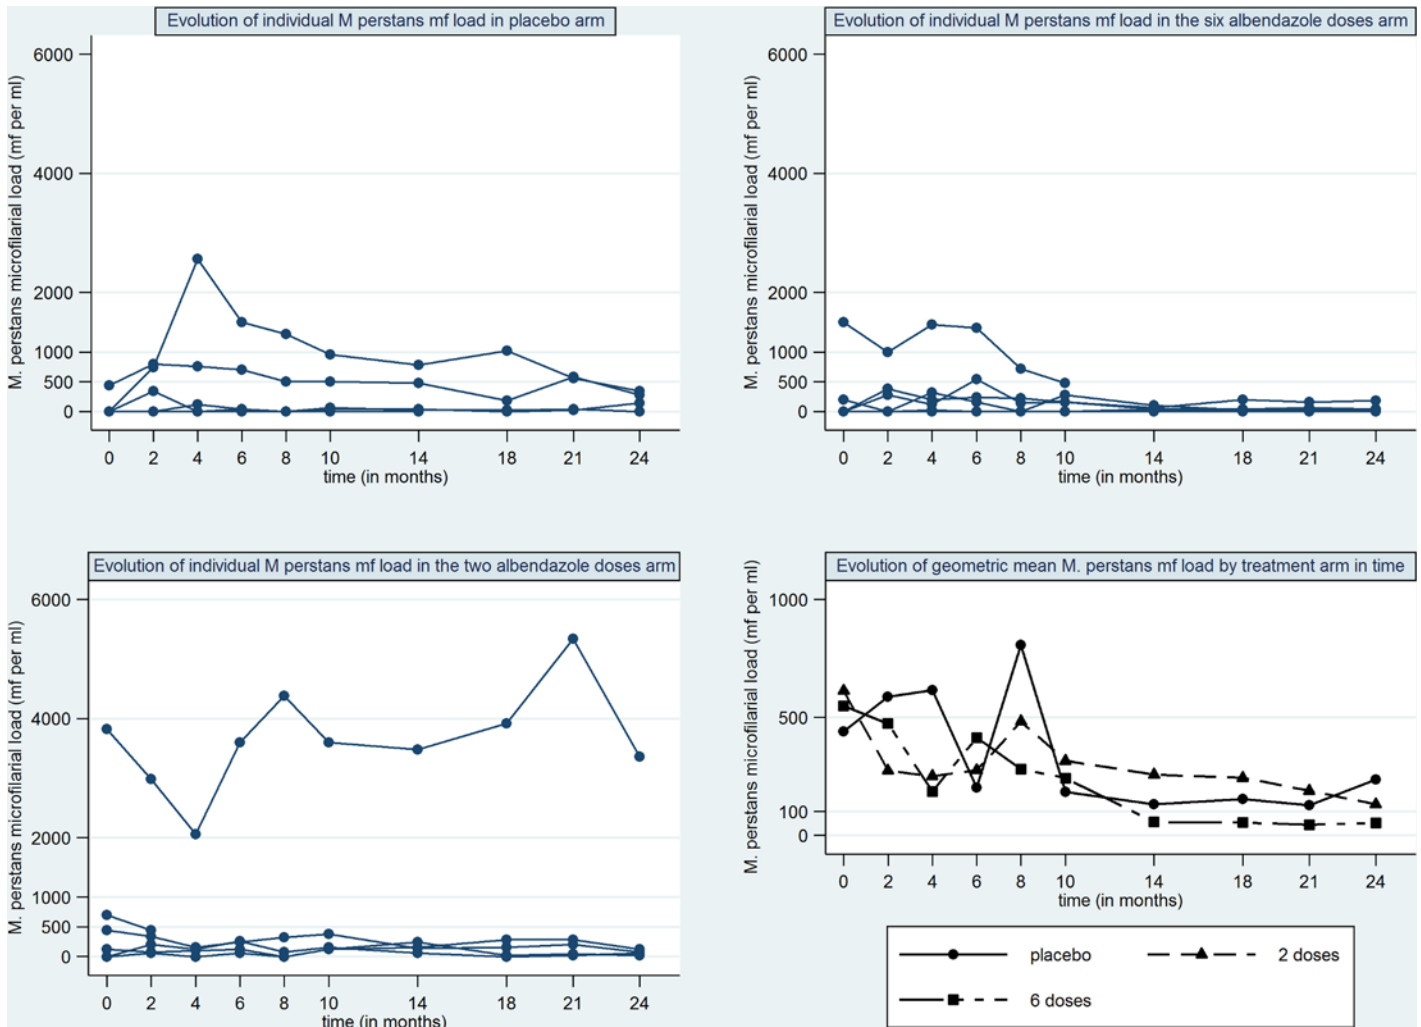 Evolution of individual M perstans mf load in placebo arm
M. perstans microfilarial load (mf per ml)
6000
4000
2000
1000
500
0
0 2 4 6 8 10 14 18 21 24
time (in months)
Evolution of individual M perstans mf load in the six albendazole doses arm
M. perstans microfilarial load (mf per ml)
6000
4000
2000
1000
500
0
0 2 4 6 8 10 14 18 21 24
time (in months)
Evolution of individual M perstans mf load in the two albendazole doses arm
M. perstans microfilarial load (mf per ml)
6000
4000
2000
1000
500
0
0 2 4 6 8 10 14 18 21 24
time (in months)
Evolution of geometric mean M. perstans mf load by treatment arm in time
M. perstans microfilarial load (mf per ml)
1000
500
100
0
0 2 4 6 8 10 14 18 21 24
time (in months)
placebo 2 doses
6 doses